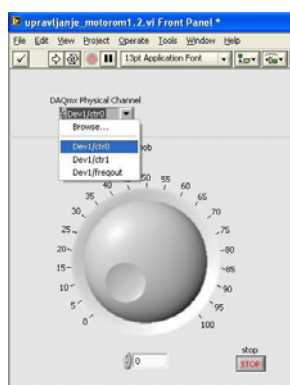 upravljanje_motorom1.2.vi Front Panel *
File Edit View Project Operate Tools Window Help
13pt Application Font
DAQmx Physical Channel
Dev1/ctr0
Browse...
Dev1/ctr0
Dev1/ctr1
Dev1/freqout
50 55
45 60
35 65
30 70
25 75
20 80
15 85
10 90
5 95
0 100
0
stop
STOP